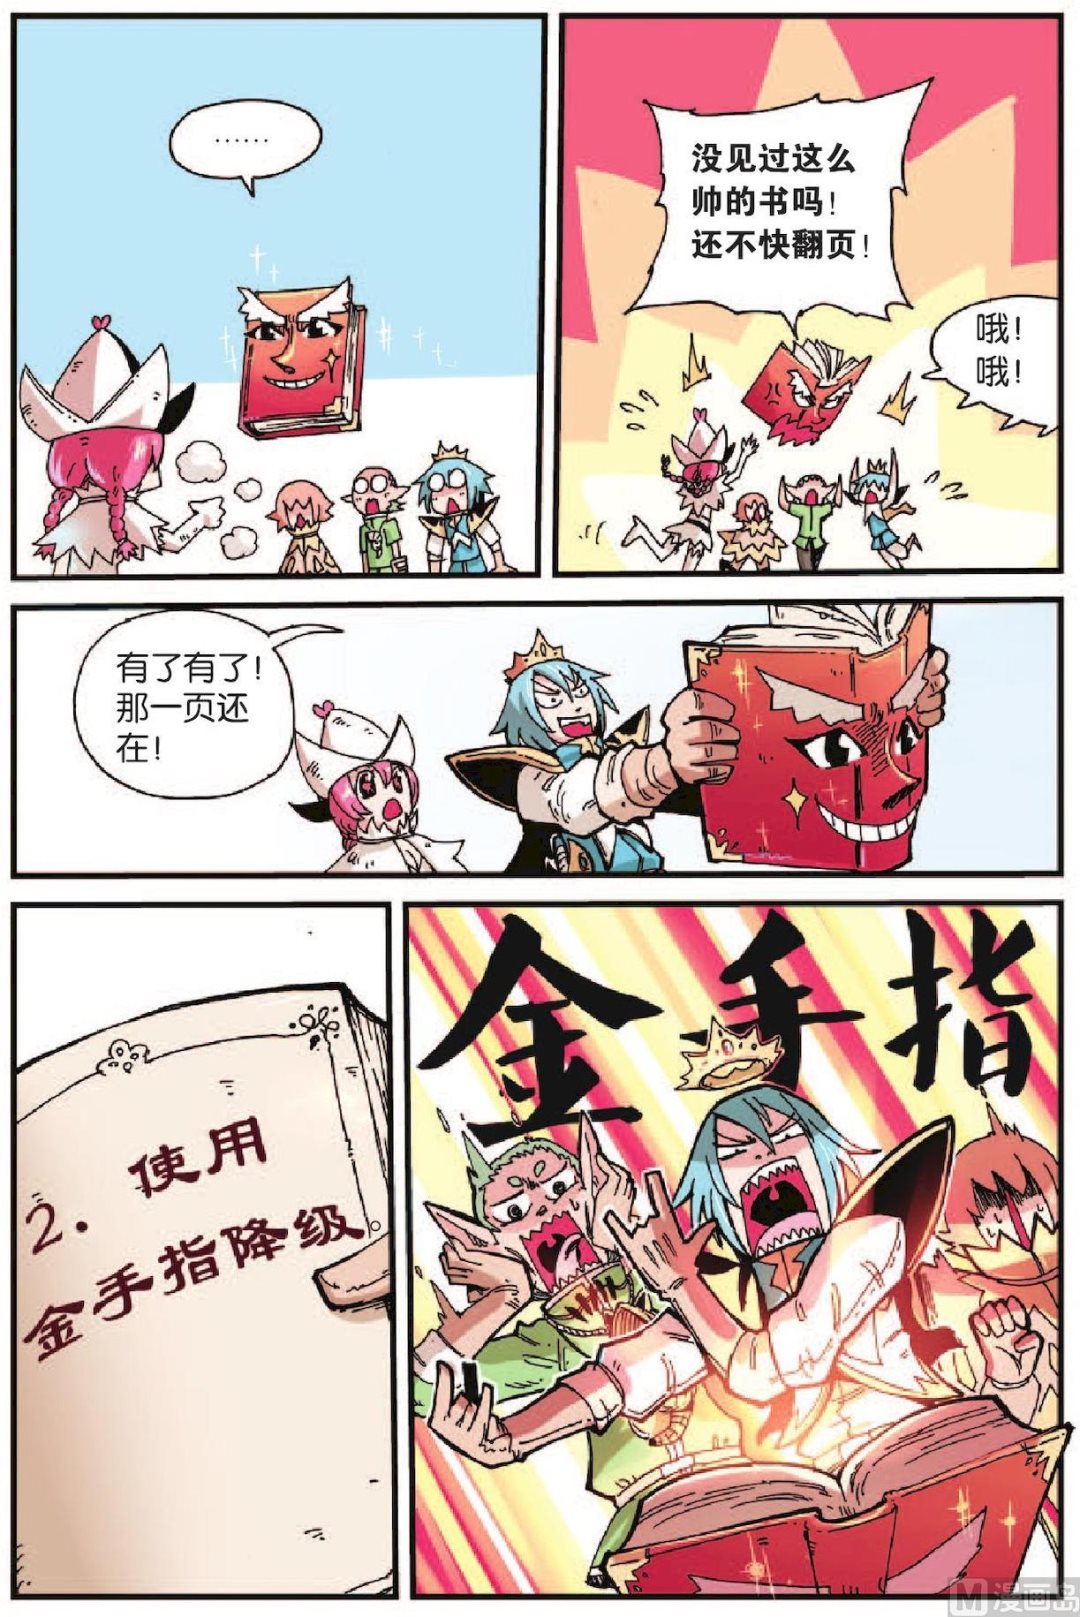 ……
没见过这么
帅的书吗！
还不快翻页！
哦！
哦！
有了有了！
那一页还
在！
2. 使用
金手指降级。
金手指
M 漫画岛